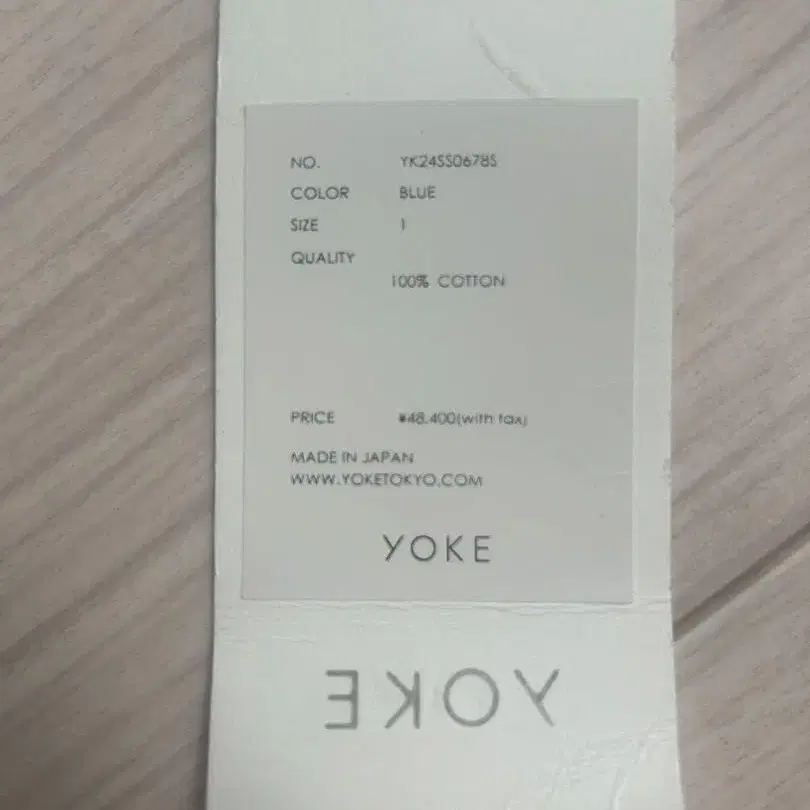 NO. YK24SS0678S
COLOR BLUE
SIZE 1
QUALITY
100% COTTON
PRICE ¥48.400(with tax)
MADE IN JAPAN
WWW.YOKETOKYO.COM
YOKE
YOKE